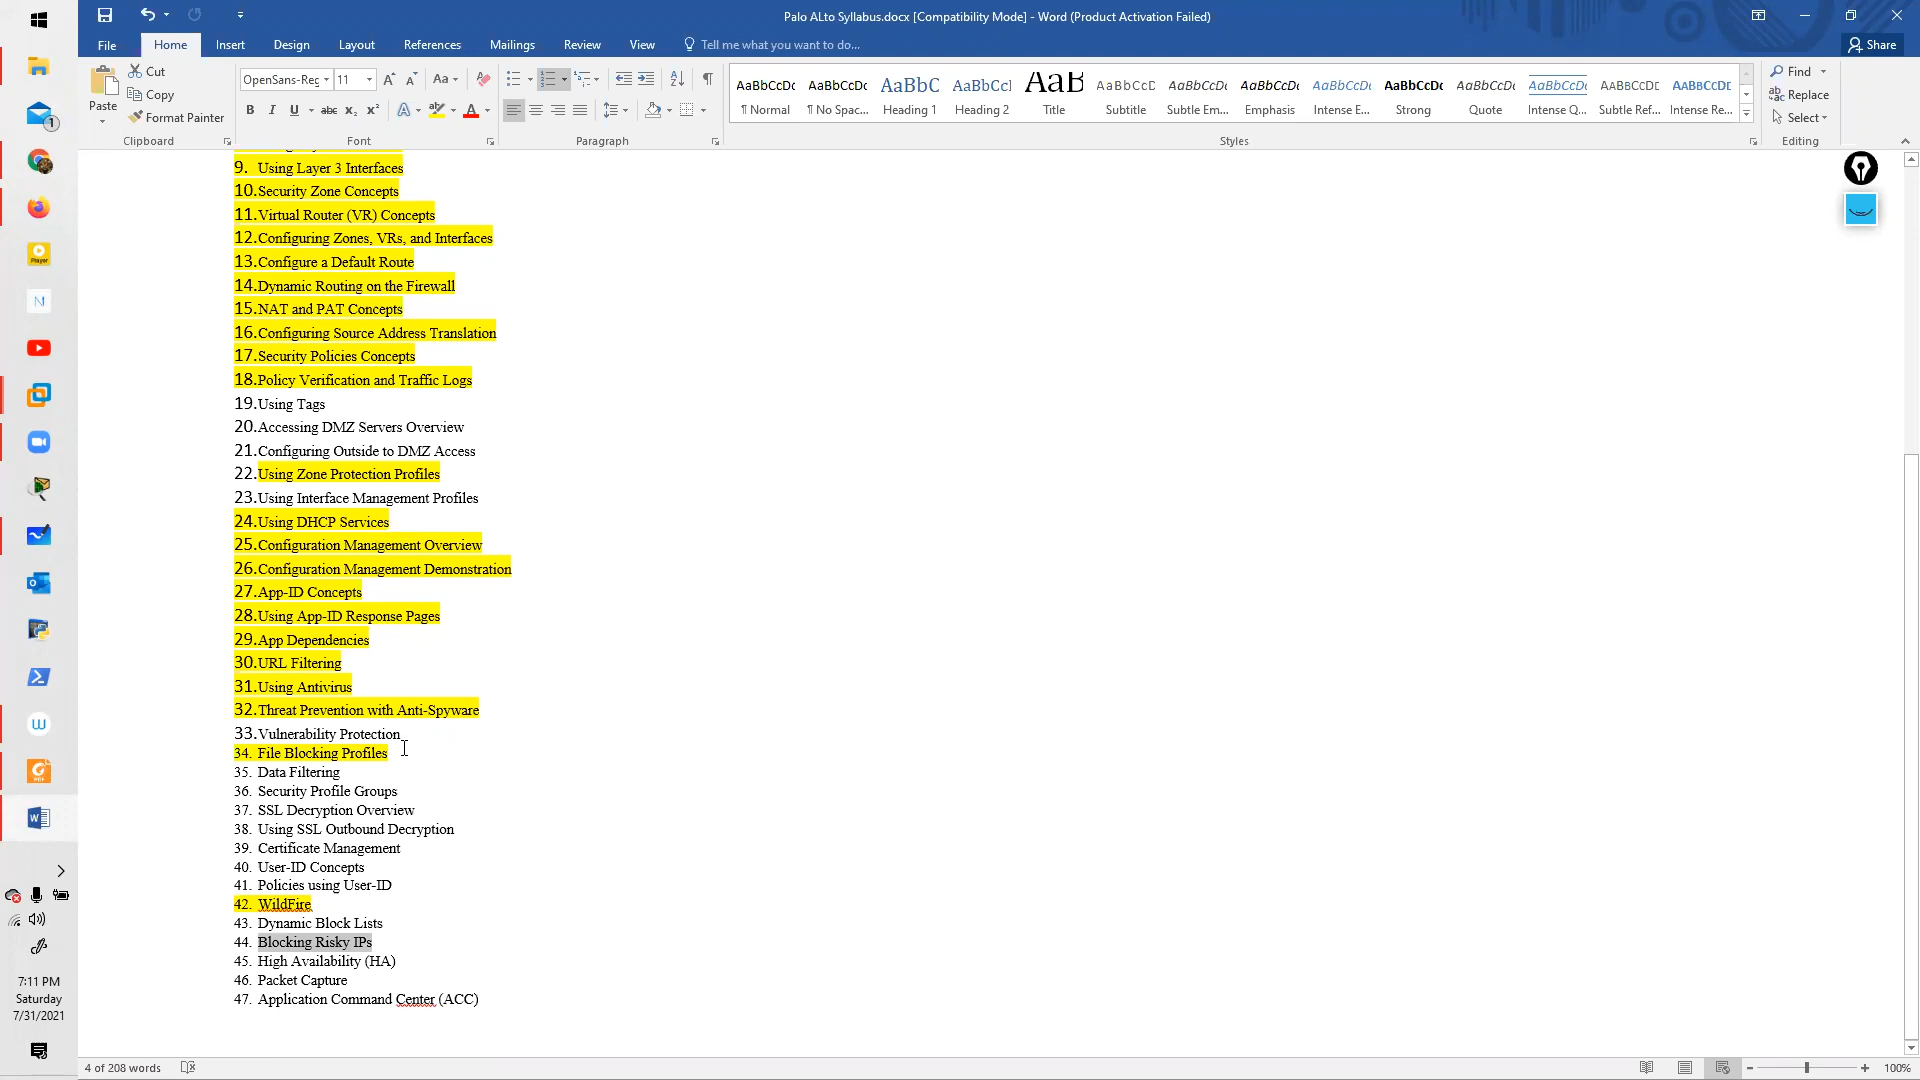 Palo ALto Syllabus.docx [Compatibility Mode] - Word (Product Activation Failed)
File Home Insert Design Layout References Mailings Review View Tell me what you want to do... Share
Paste
Cut
Copy
Format Painter
Clipboard
OpenSans-Reg 11
Font
Paragraph
AaBbCcDc AaBbCcDc AaBbC AaBbCc] AaB AaBbCcD AaBbCcDc AaBbCcDc AaBbCcDc AaBbCcDc AaBbCcDc AaBbCcDc AABBCCDE AABBCCDE
¶ Normal ¶ No Spac... Heading 1 Heading 2 Title Subtitle Subtle Em... Emphasis Intense E... Strong Quote Intense Q... Subtle Ref... Intense Re...
Styles
Find
Replace
Select
Editing
9. Using Layer 3 Interfaces
10.Security Zone Concepts
11.Virtual Router (VR) Concepts
12.Configuring Zones, VRs, and Interfaces
13.Configure a Default Route
14.Dynamic Routing on the Firewall
15.NAT and PAT Concepts
16.Configuring Source Address Translation
17.Security Policies Concepts
18.Policy Verification and Traffic Logs
19.Using Tags
20.Accessing DMZ Servers Overview
21.Configuring Outside to DMZ Access
22.Using Zone Protection Profiles
23.Using Interface Management Profiles
24.Using DHCP Services
25.Configuration Management Overview
26.Configuration Management Demonstration
27.App-ID Concepts
28.Using App-ID Response Pages
29.App Dependencies
30.URL Filtering
31.Using Antivirus
32.Threat Prevention with Anti-Spyware
33.Vulnerability Protection
34. File Blocking Profiles
35. Data Filtering
36. Security Profile Groups
37. SSL Decryption Overview
38. Using SSL Outbound Decryption
39. Certificate Management
40. User-ID Concepts
41. Policies using User-ID
42. WildFire
43. Dynamic Block Lists
44. Blocking Risky IPs
45. High Availability (HA)
46. Packet Capture
47. Application Command Center (ACC)
7:11 PM
Saturday
7/31/2021
4 of 208 words
100%